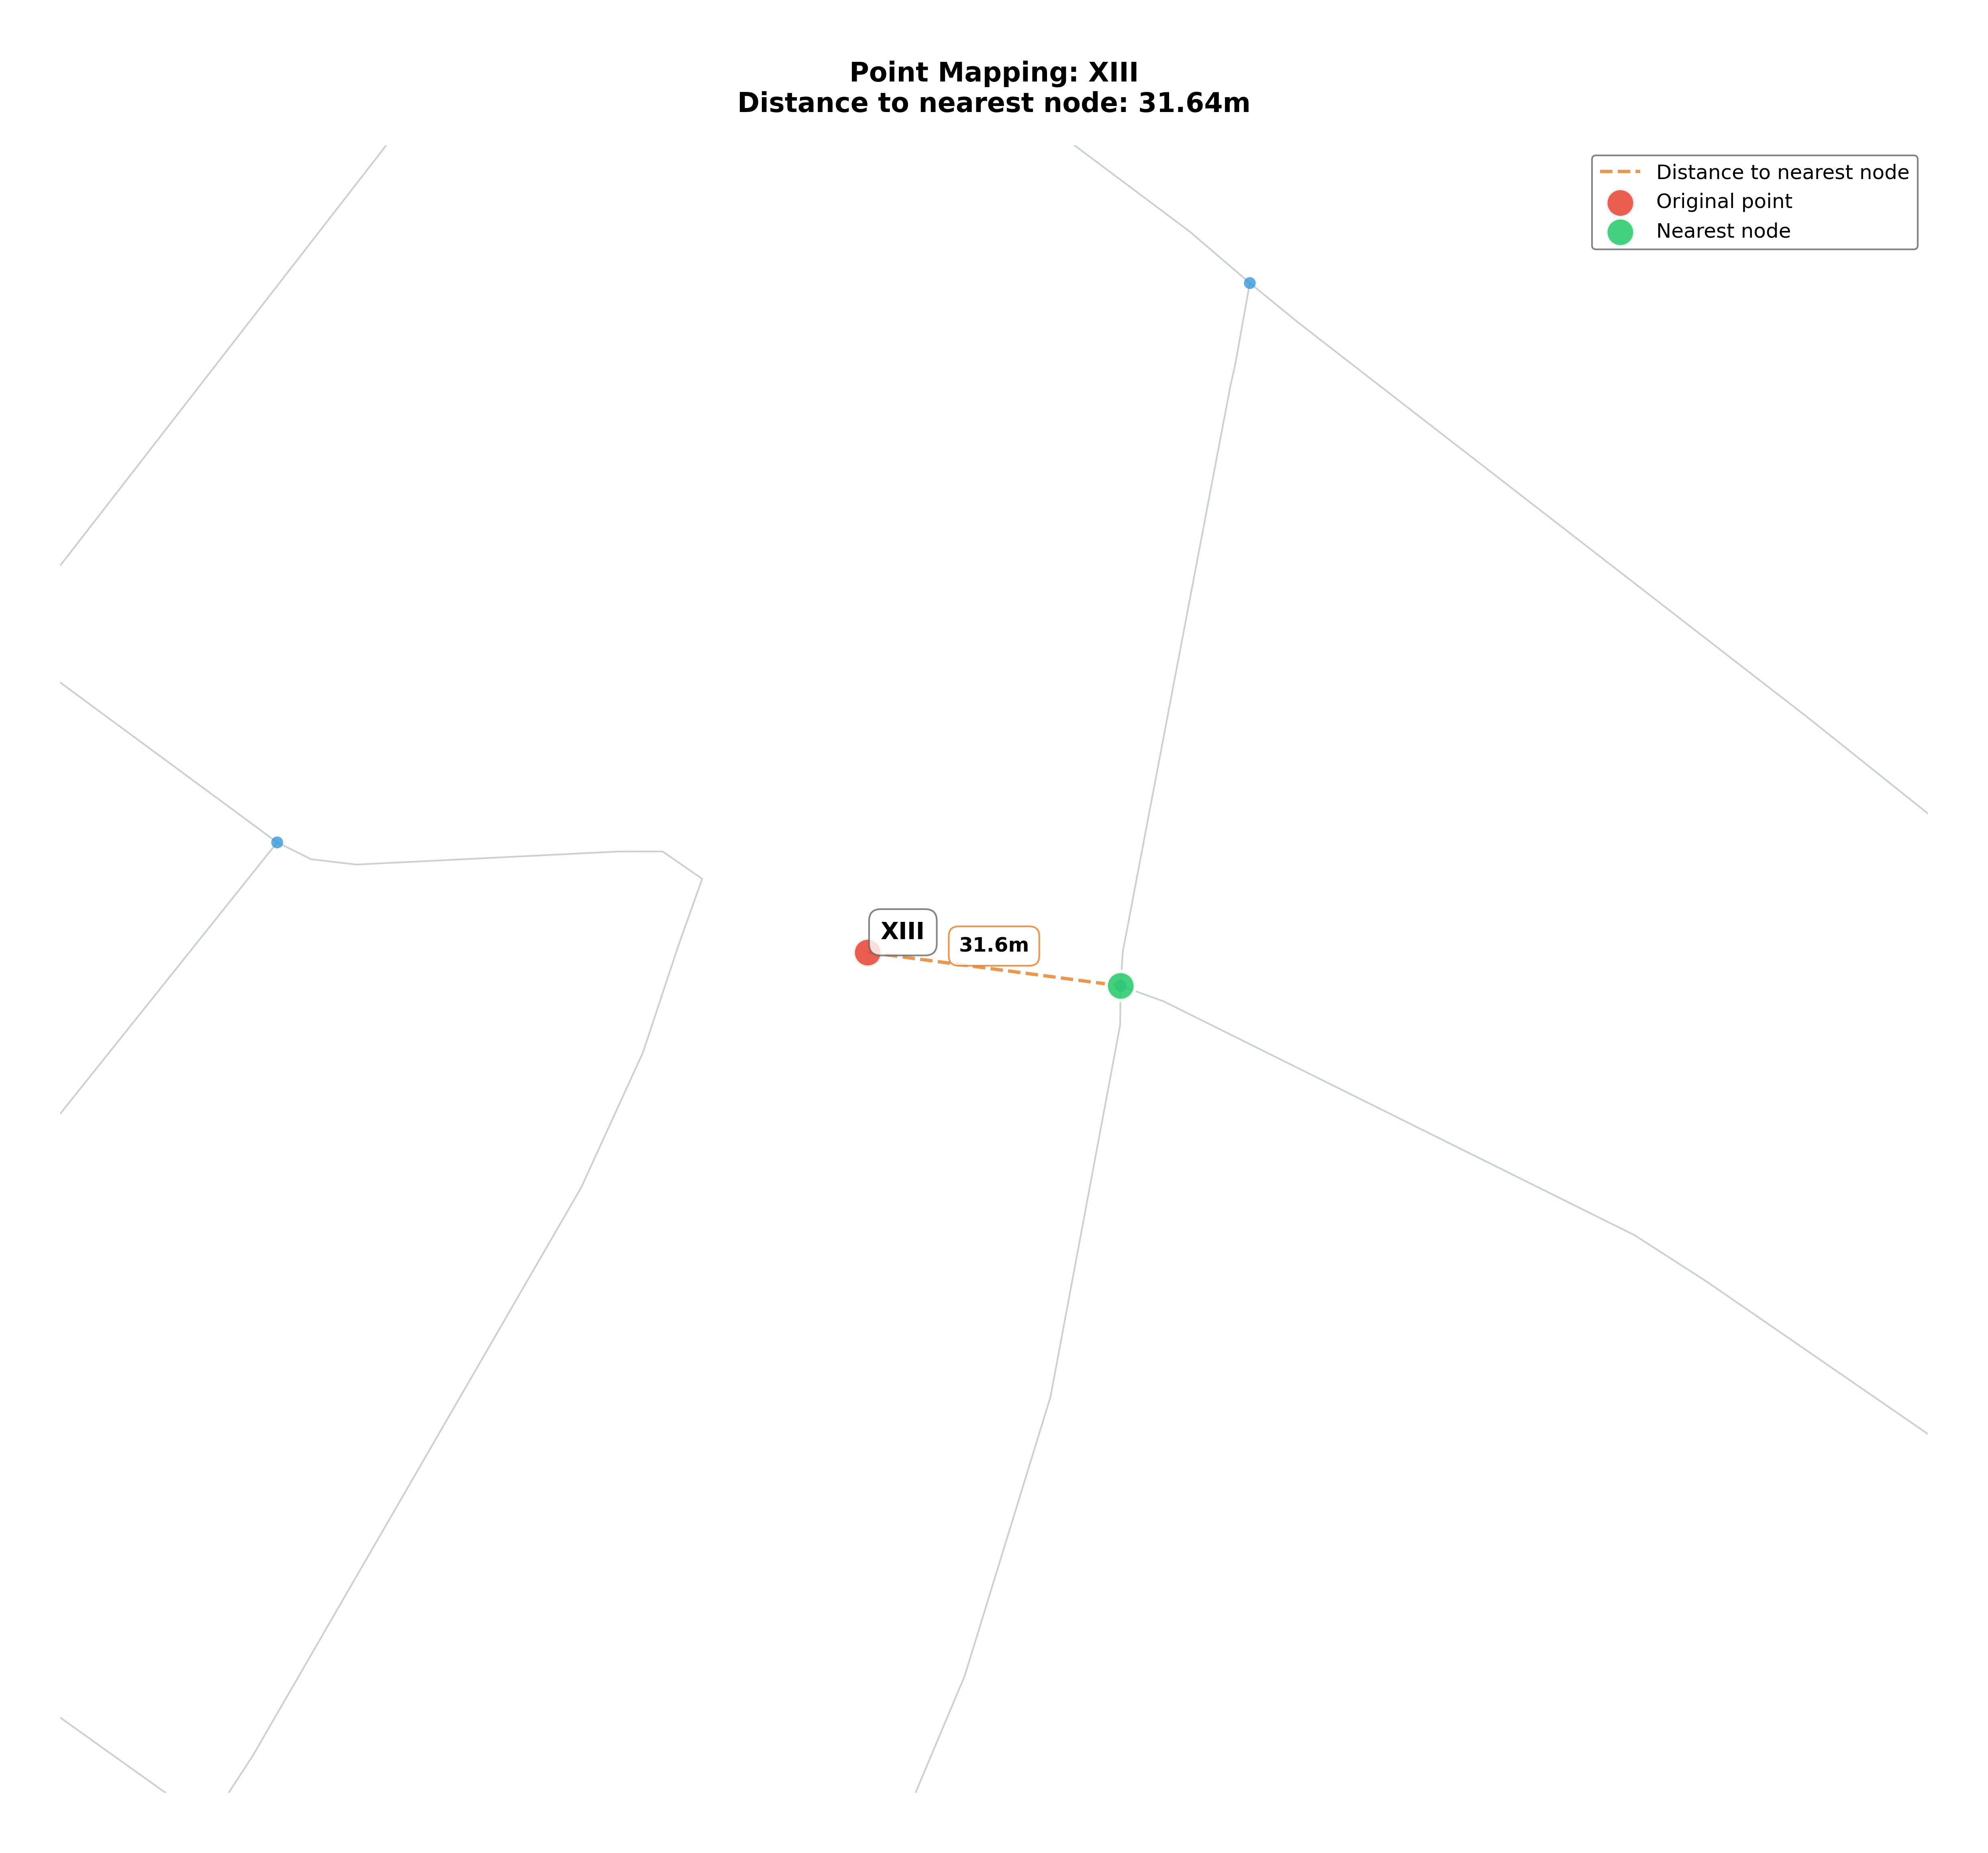 Point Mapping: XIII
Distance to nearest node: 31.64m
Distance to nearest node
Original point
Nearest node
XIII
31.6m